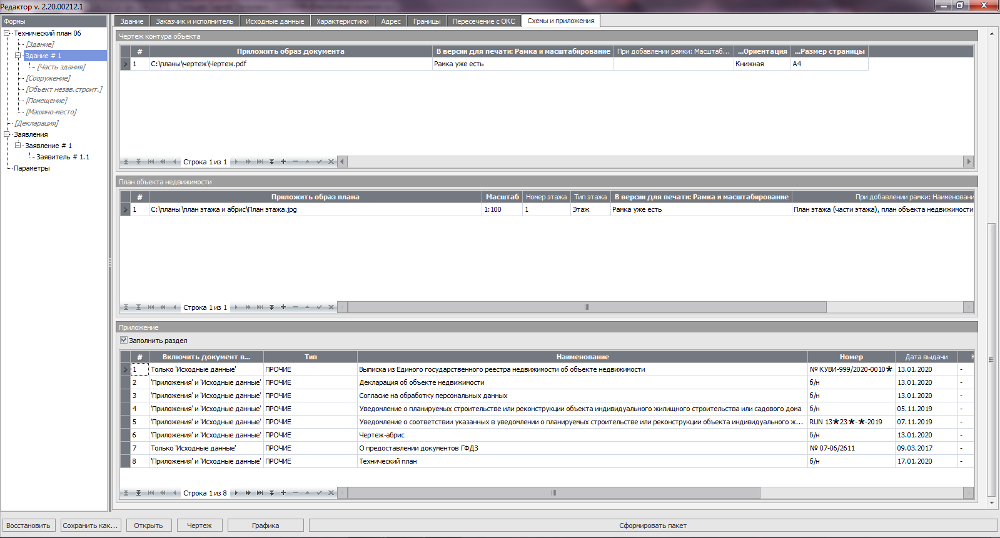 Редактор v. 2.20.00212.1
Формы
Технический план 06
[Здание]
Здание # 1
[Часть здания]
[Сооружение]
[Объект незав.строит.]
[Помещение]
[Машино-место]
[Декларация]
Заявления
Заявление # 1
Заявитель # 1.1
Параметры
Здание Заказчик и исполнитель Исходные данные Характеристики Адрес Границы Пересечение с ОКС Схемы и приложения
Чертеж контура объекта
# Приложить образ документа В версии для печати: Рамка и масштабирование При добавлении рамки: Масштаб... ...Ориентация ...Размер страницы
1 C:\планы\чертеж\Чертеж.pdf Рамка уже есть Книжная A4
Строка 1 из 1
План объекта недвижимости
# Приложить образ плана Масштаб Номер этажа Тип этажа В версии для печати: Рамка и масштабирование При добавлении рамки: Наименовани
1 C:\планы\план этажа и абрис\План этажа.jpg 1:100 1 Этаж Рамка уже есть План этажа (части этажа), план объекта недвижимости
Строка 1 из 1
Приложение
Заполнить раздел
# Включить документ в... Тип Наименование Номер Дата выдачи
1 Только 'Исходные данные' ПРОЧИЕ Выписка из Единого государственного реестра недвижимости об объекте недвижимости № КУВИ-999/2020-0010* 13.01.2020 -
2 'Приложения' и 'Исходные данные' ПРОЧИЕ Декларация об объекте недвижимости б/н 13.01.2020 -
3 'Приложения' и 'Исходные данные' ПРОЧИЕ Согласие на обработку персональных данных б/н 13.01.2020 -
4 'Приложения' и 'Исходные данные' ПРОЧИЕ Уведомление о планируемых строительстве или реконструкции объекта индивидуального жилищного строительства или садового дома б/н 05.11.2019 -
5 'Приложения' и 'Исходные данные' ПРОЧИЕ Уведомление о соответствии указанных в уведомлении о планируемых строительстве или реконструкции объекта индивидуального ж... RUN 13*23*-*-2019 07.11.2019 -
6 'Приложения' и 'Исходные данные' ПРОЧИЕ Чертеж-абрис б/н 13.01.2020 -
7 Только 'Исходные данные' ПРОЧИЕ О предоставлении документов ГФДЗ № 07-06/2611 09.03.2017 -
8 'Приложения' и 'Исходные данные' ПРОЧИЕ Технический план б/н 17.01.2020 -
Строка 1 из 8
Восстановить Сохранить как... Открыть Чертеж Графика Сформировать пакет